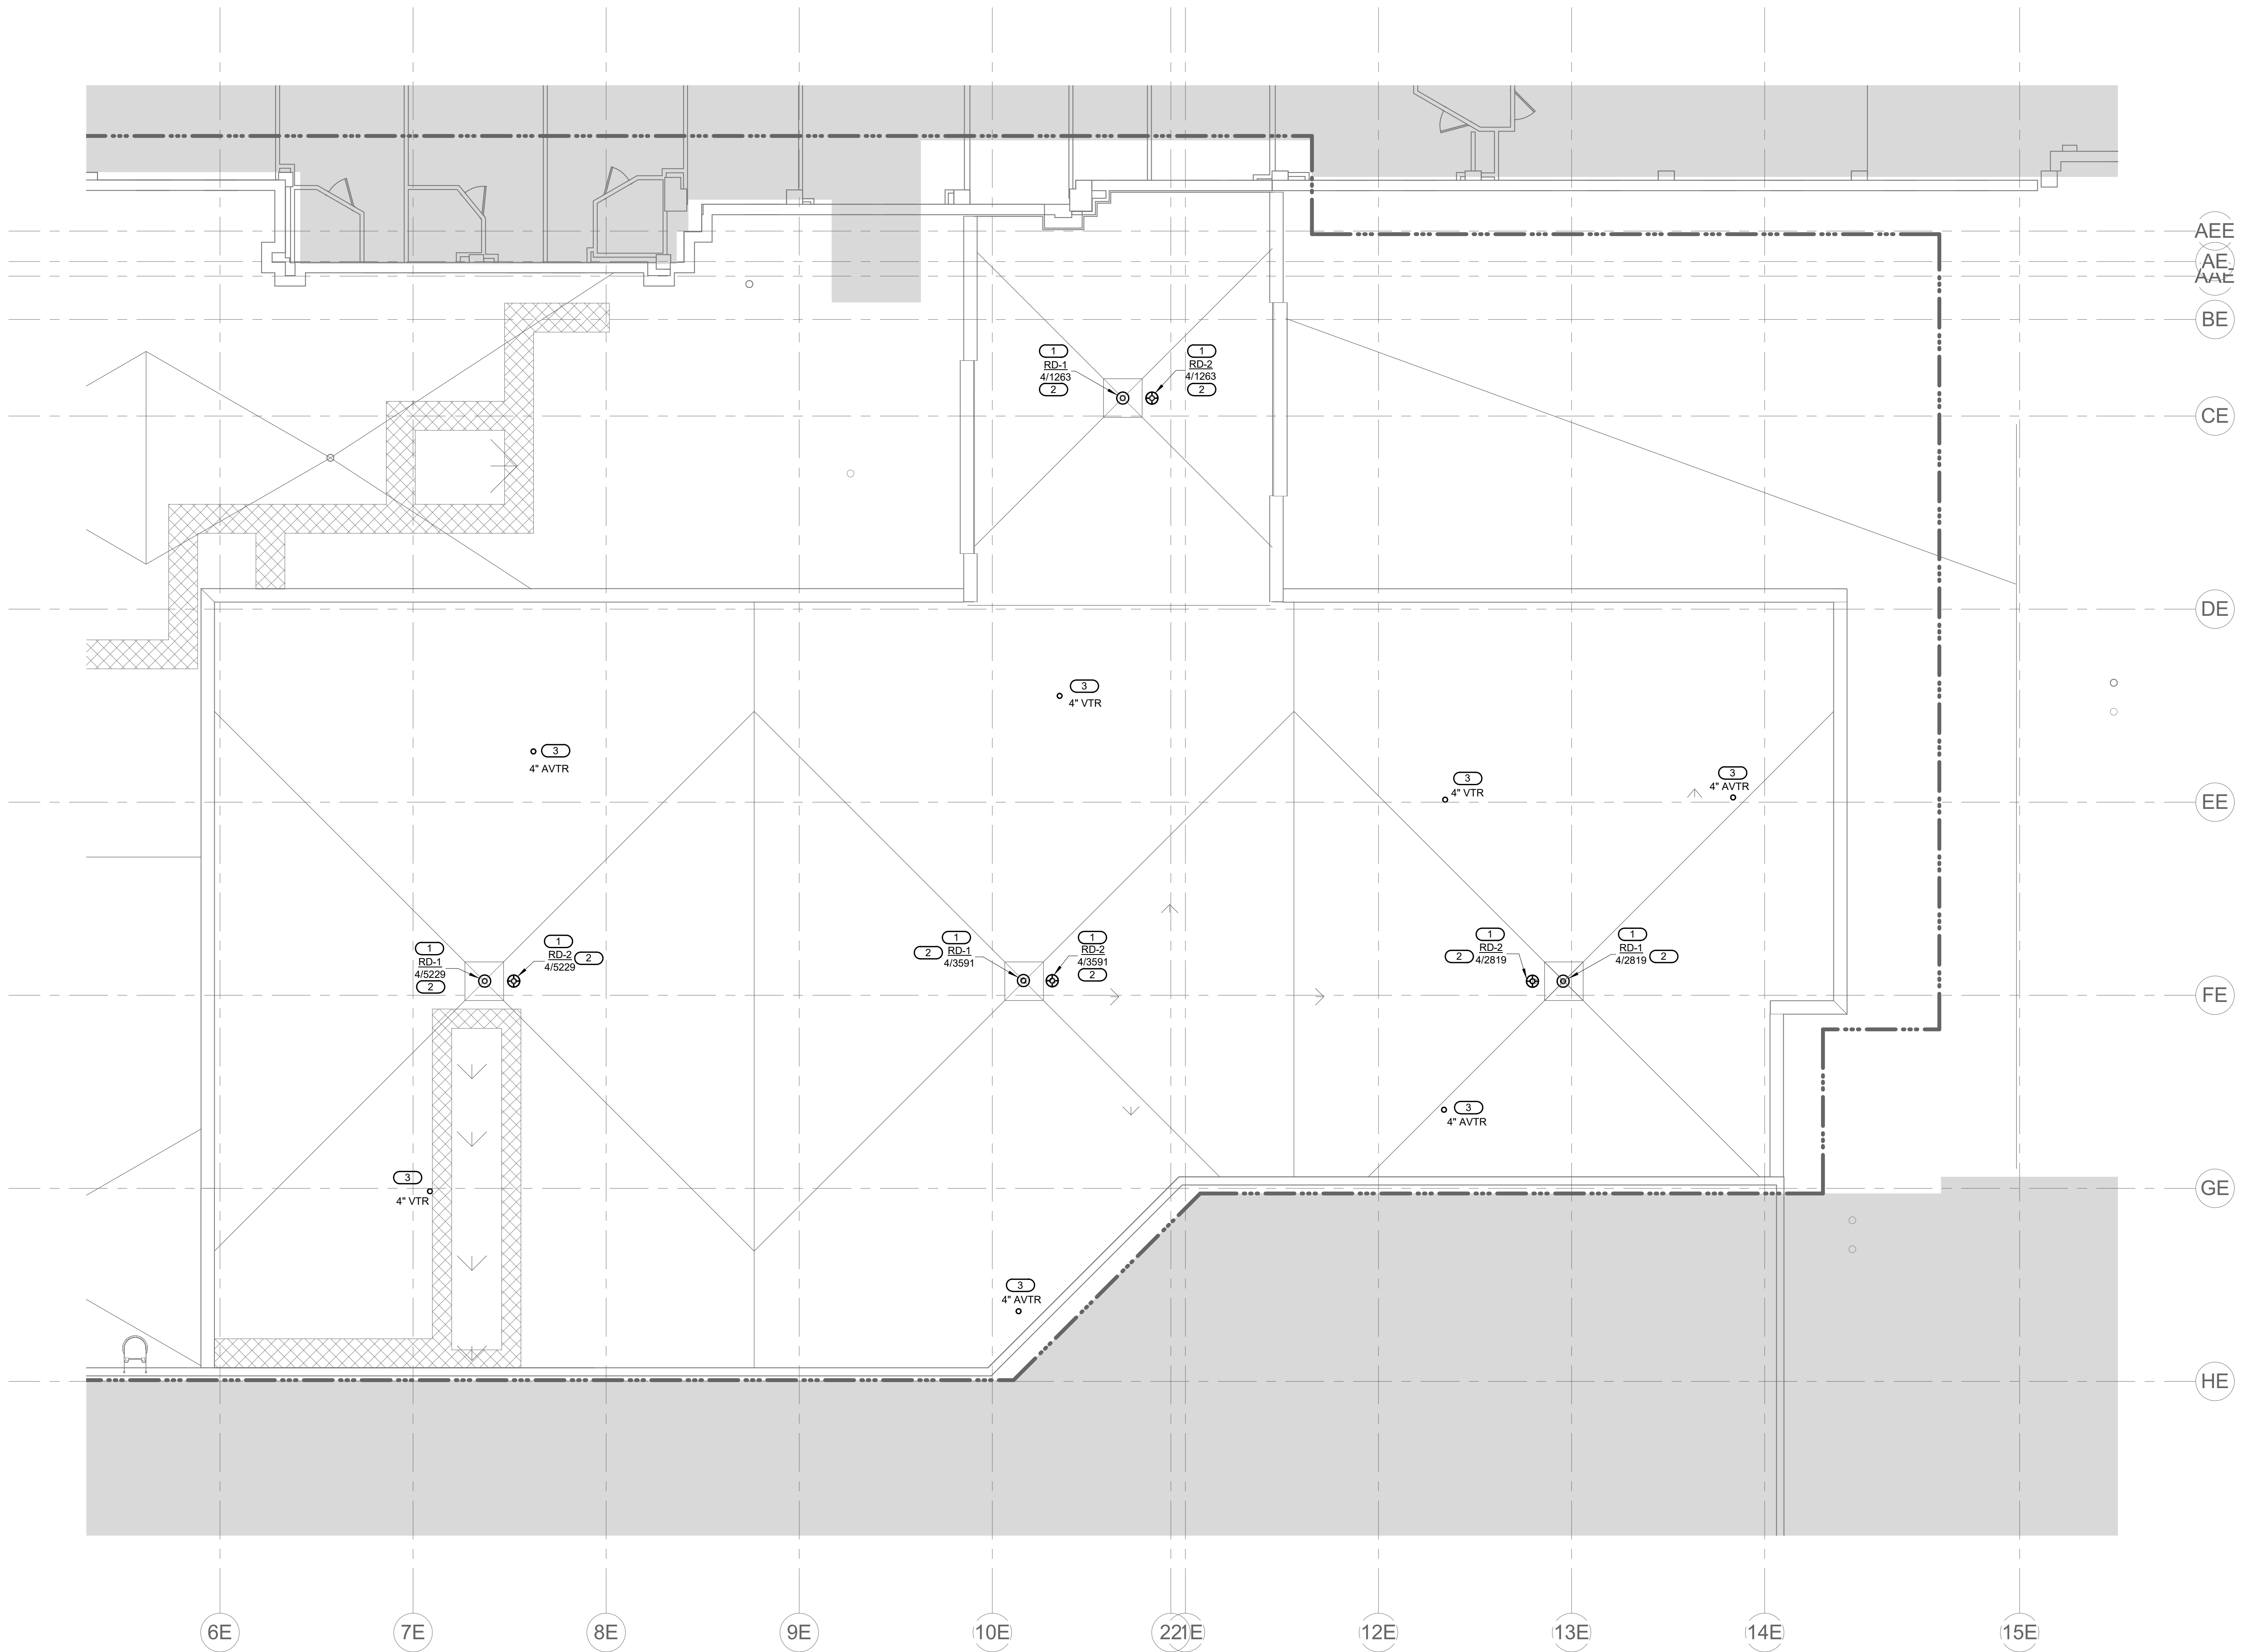 AEE
AE
AAE
BE
1
RD-1
4/1263
2
1
RD-2
4/1263
2
CE
DE
3
4" VTR
3
4" AVTR
3
4" VTR
3
4" AVTR
EE
1
RD-1
4/5229
2
1
RD-2
4/5229
2
1
2
RD-1
4/3591
1
RD-2
4/3591
2
1
RD-2
2
4/2819
1
RD-1
4/2819
2
FE
3
4" AVTR
3
4" VTR
GE
3
4" AVTR
HE
6E
7E
8E
9E
10E
22
1E
12E
13E
14E
15E